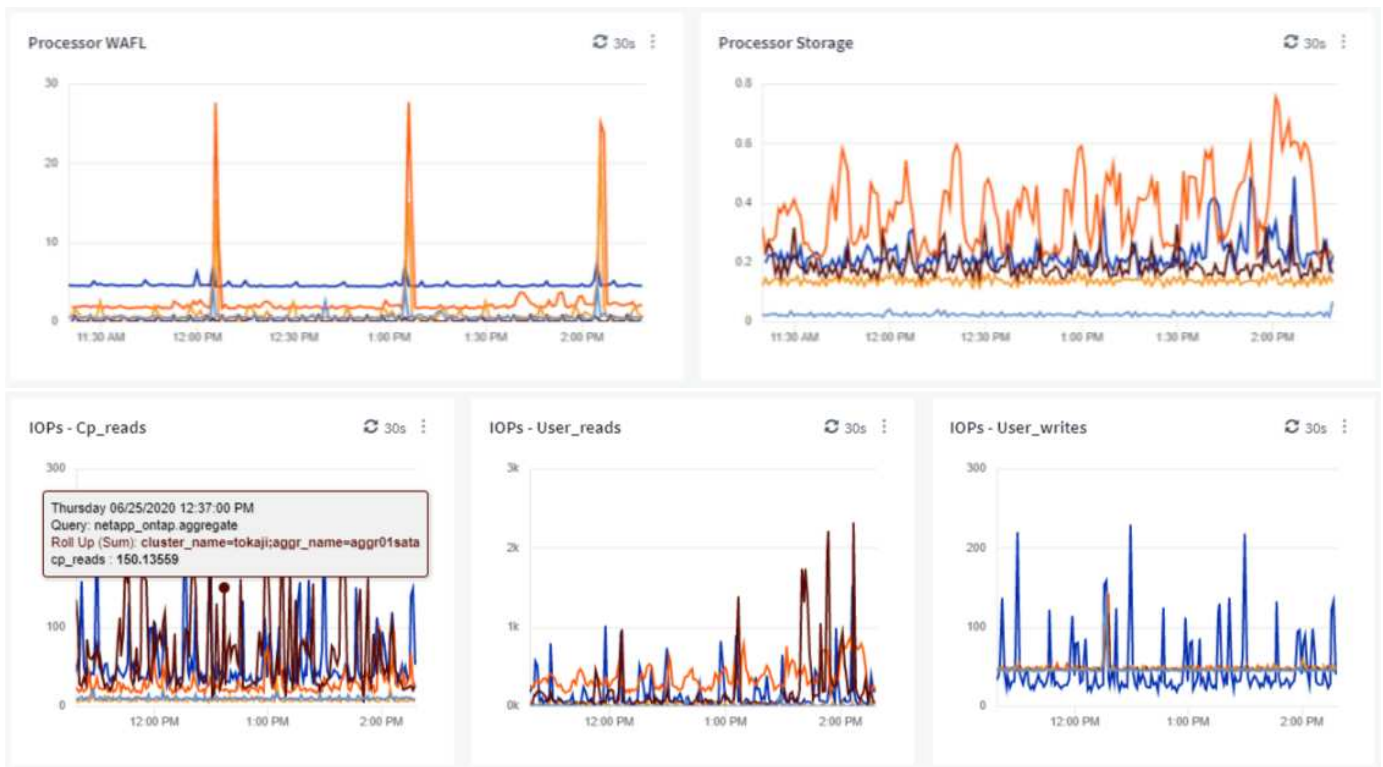 Processor WAFL
30s
30
20
10
0
11:30 AM 12:00 PM 12:30 PM 1:00 PM 1:30 PM 2:00 PM
Processor Storage
30s
0.8
0.6
0.4
0.2
0
11:30 AM 12:00 PM 12:30 PM 1:00 PM 1:30 PM 2:00 PM
IOPs - Cp_reads
30s
300
Thursday 06/25/2020 12:37:00 PM
Query: netapp_ontap.aggregate
Roll Up (Sum): cluster_name=tokaji;aggr_name=aggr01sata
cp_reads : 150.13559
100
0
12:00 PM 1:00 PM 2:00 PM
IOPs - User_reads
30s
3k
2k
1k
0k
12:00 PM 1:00 PM 2:00 PM
IOPs - User_writes
30s
300
200
100
0
12:00 PM 1:00 PM 2:00 PM